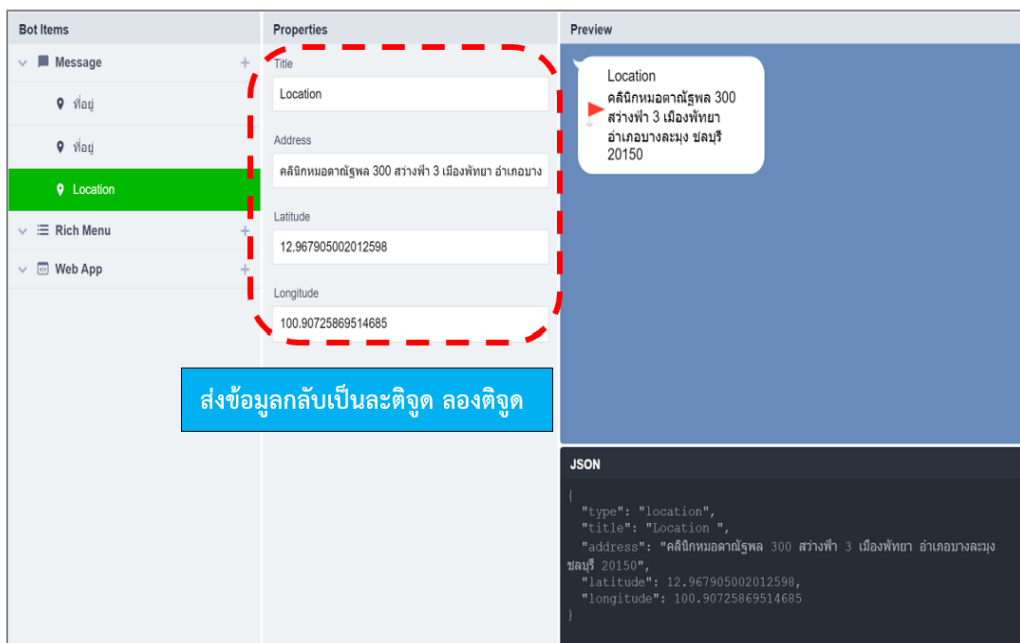 Bot Items
Message
ที่อยู่
ที่อยู่
Location
Rich Menu
Web App
Properties
Title
Location
Address
คลินิกหมอดาณัฐพล 300 สว่างฟ้า 3 เมืองพัทยา อำเภอบาง
Latitude
12.967905002012598
Longitude
100.90725869514685
ส่งข้อมูลกลับเป็นละติจูด ลองติจูด
Preview
Location
คลินิกหมอดาณัฐพล 300
สว่างฟ้า 3 เมืองพัทยา
อำเภอบางละมุง ชลบุรี
20150
JSON
{
"type": "location",
"title": "Location ",
"address": "คลินิกหมอดาณัฐพล 300 สว่างฟ้า 3 เมืองพัทยา อำเภอบางละมุง
ชลบุรี 20150",
"latitude": 12.967905002012598,
"longitude": 100.90725869514685
}